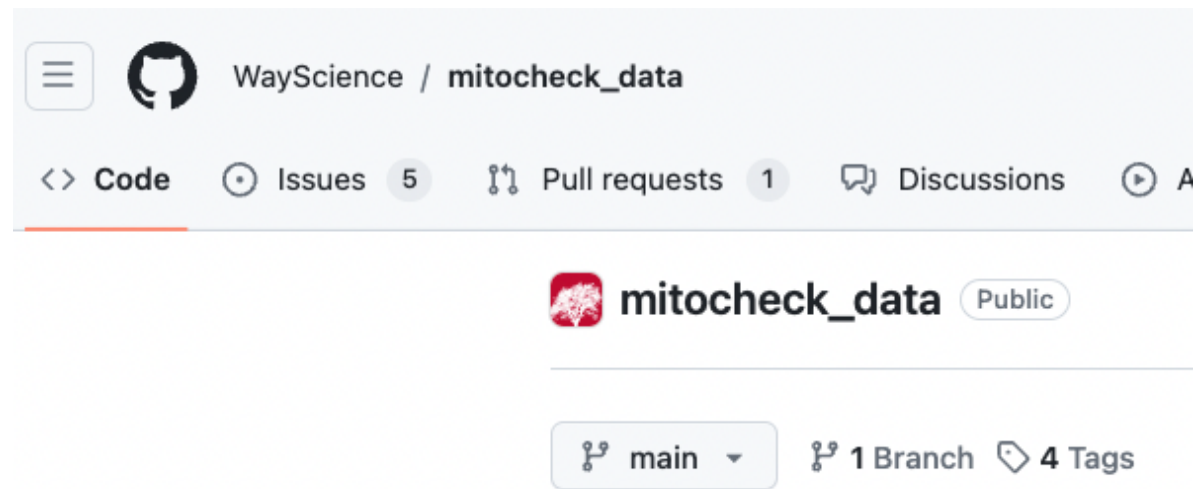 WayScience / mitocheck_data
<> Code Issues 5 Pull requests 1 Discussions A
mitocheck_data Public
main 1 Branch 4 Tags